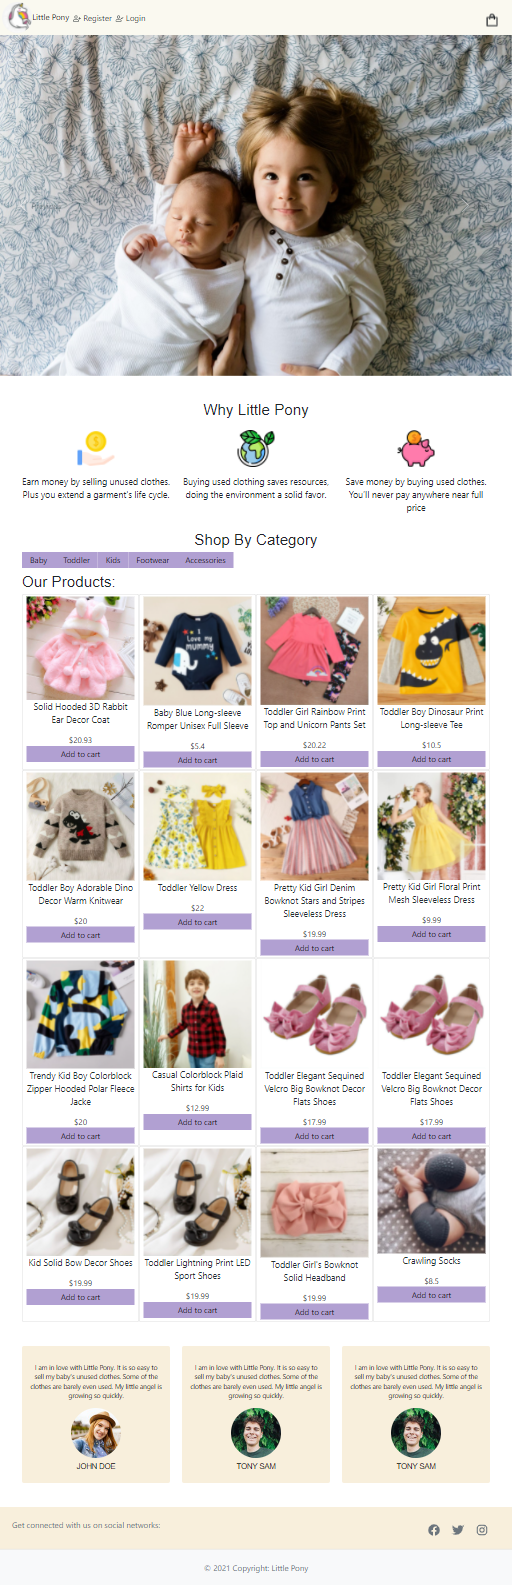 Little Pony Register Login
Previous
Why Little Pony
Earn money by selling unused clothes.
Plus you extend a garment's life cycle.
Buying used clothing saves resources,
doing the environment a solid favor.
Save money by buying used clothes.
You'll never pay anywhere near full
price
Shop By Category
Baby Toddler Kids Footwear Accessories
Our Products:
Solid Hooded 3D Rabbit
Ear Decor Coat
$20.93
Add to cart
Baby Blue Long-sleeve
Romper Unisex Full Sleeve
$5.4
Add to cart
Toddler Girl Rainbow Print
Top and Unicorn Pants Set
$20.22
Add to cart
Toddler Boy Dinosaur Print
Long-sleeve Tee
$10.5
Add to cart
Toddler Boy Adorable Dino
Decor Warm Knitwear
$20
Add to cart
Toddler Yellow Dress
$22
Add to cart
Pretty Kid Girl Denim
Bowknot Stars and Stripes
Sleeveless Dress
$19.99
Add to cart
Pretty Kid Girl Floral Print
Mesh Sleeveless Dress
$9.99
Add to cart
Trendy Kid Boy Colorblock
Zipper Hooded Polar Fleece
Jacke
$20
Add to cart
Casual Colorblock Plaid
Shirts for Kids
$12.99
Add to cart
Toddler Elegant Sequined
Velcro Big Bowknot Decor
Flats Shoes
$17.99
Add to cart
Toddler Elegant Sequined
Velcro Big Bowknot Decor
Flats Shoes
$17.99
Add to cart
Kid Solid Bow Decor Shoes
$19.99
Add to cart
Toddler Lightning Print LED
Sport Shoes
$19.99
Add to cart
Toddler Girl's Bowknot
Solid Headband
$19.99
Add to cart
Crawling Socks
$8.5
Add to cart
I am in love with Little Pony. It is so easy to
sell my baby's unused clothes. Some of the
clothes are barely even used. My little angel is
growing so quickly.
JOHN DOE
I am in love with Little Pony. It is so easy to
sell my baby's unused clothes. Some of the
clothes are barely even used. My little angel is
growing so quickly.
TONY SAM
I am in love with Little Pony. It is so easy to
sell my baby's unused clothes. Some of the
clothes are barely even used. My little angel is
growing so quickly.
TONY SAM
Get connected with us on social networks:
© 2021 Copyright: Little Pony